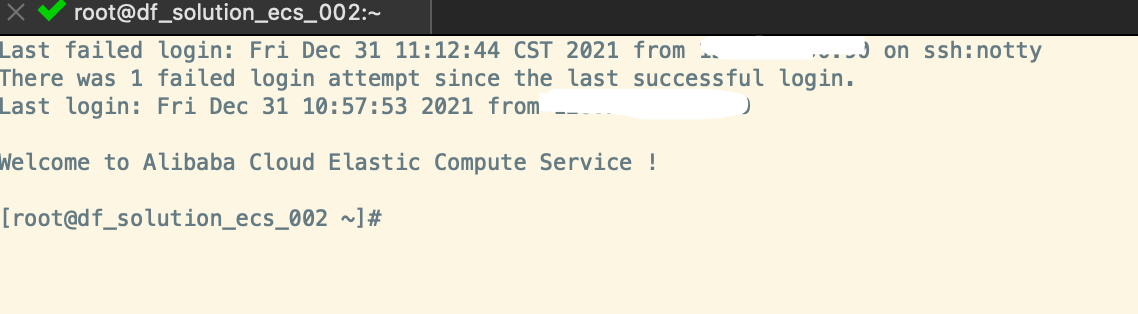 root@df_solution_ecs_002:~
Last failed login: Fri Dec 31 11:12:44 CST 2021 from on ssh:notty
There was 1 failed login attempt since the last successful login.
Last login: Fri Dec 31 10:57:53 2021 from
Welcome to Alibaba Cloud Elastic Compute Service !
[root@df_solution_ecs_002 ~]#